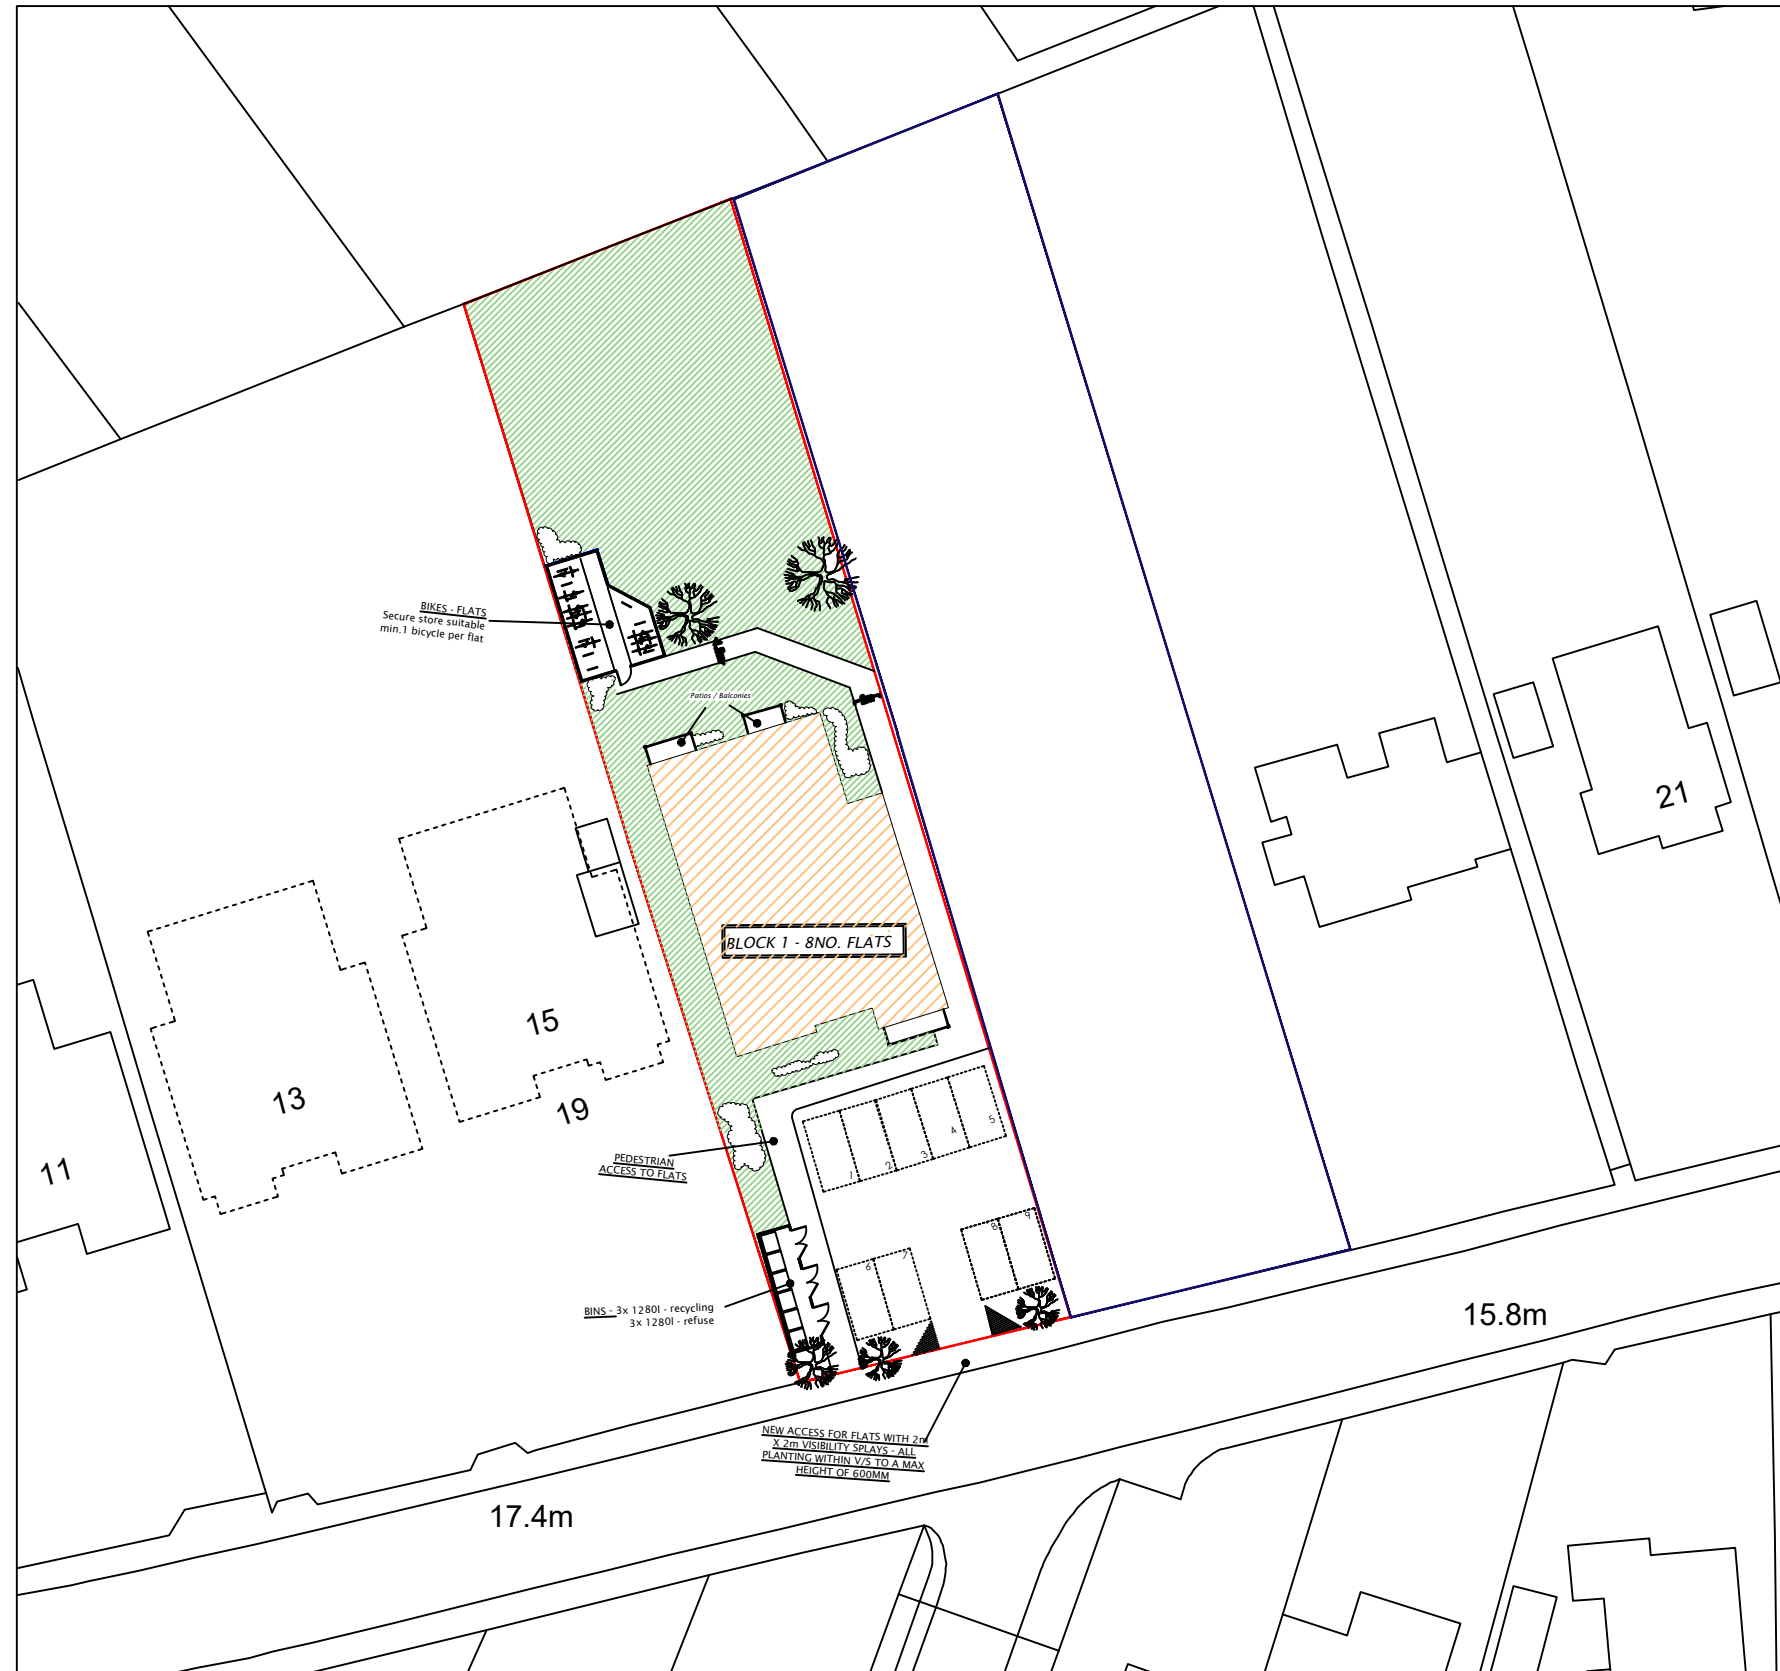 BIKES - FLATS
Secure store suitable
min.1 bicycle per flat
Patios / Balconies
21
BLOCK 1 - 8NO. FLATS
15
13
19
11
PEDESTRIAN
ACCESS TO FLATS
1
2
3
4
5
6
7
8
9
BINS - 3x 1280l - recycling
3x 1280l - refuse
15.8m
NEW ACCESS FOR FLATS WITH 2m
X 2m VISIBILITY SPLAYS - ALL
PLANTING WITHIN V/S TO A MAX
HEIGHT OF 600MM
17.4m